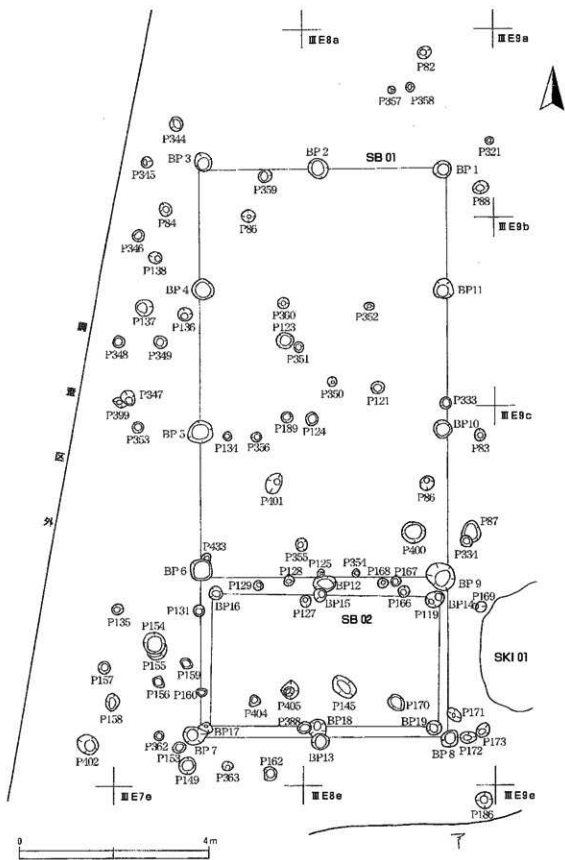 ⅢE8a
ⅢE9a
P82
P357
P358
P344
P321
BP 3
BP 2
SB 01
BP 1
P345
P359
P88
P84
P86
ⅢE9b
P346
P138
BP 4
BP11
P137
P136
P360
P352
P123
P348
P349
P351
調査区外
P350
P121
P347
P399
P333
ⅢE9c
P353
BP 5
P134
P356
P189
P124
BP10
P83
P401
P86
P400
P87
P334
P433
P355
P125
P354
P168
P167
BP 6
P129
P128
BP12
BP 9
BP16
P127
BP15
P166
P119
BP14
P169
P135
P131
SB 02
P154
P155
P159
SKI 01
P157
P156
P160
P405
P145
P170
P158
P404
P388
BP18
BP19
P171
BP17
P402
P362
P153
BP 7
BP13
BP 8
P172
P173
P149
P363
P162
ⅢE7e
ⅢE8e
ⅢE9e
P186
0
4m